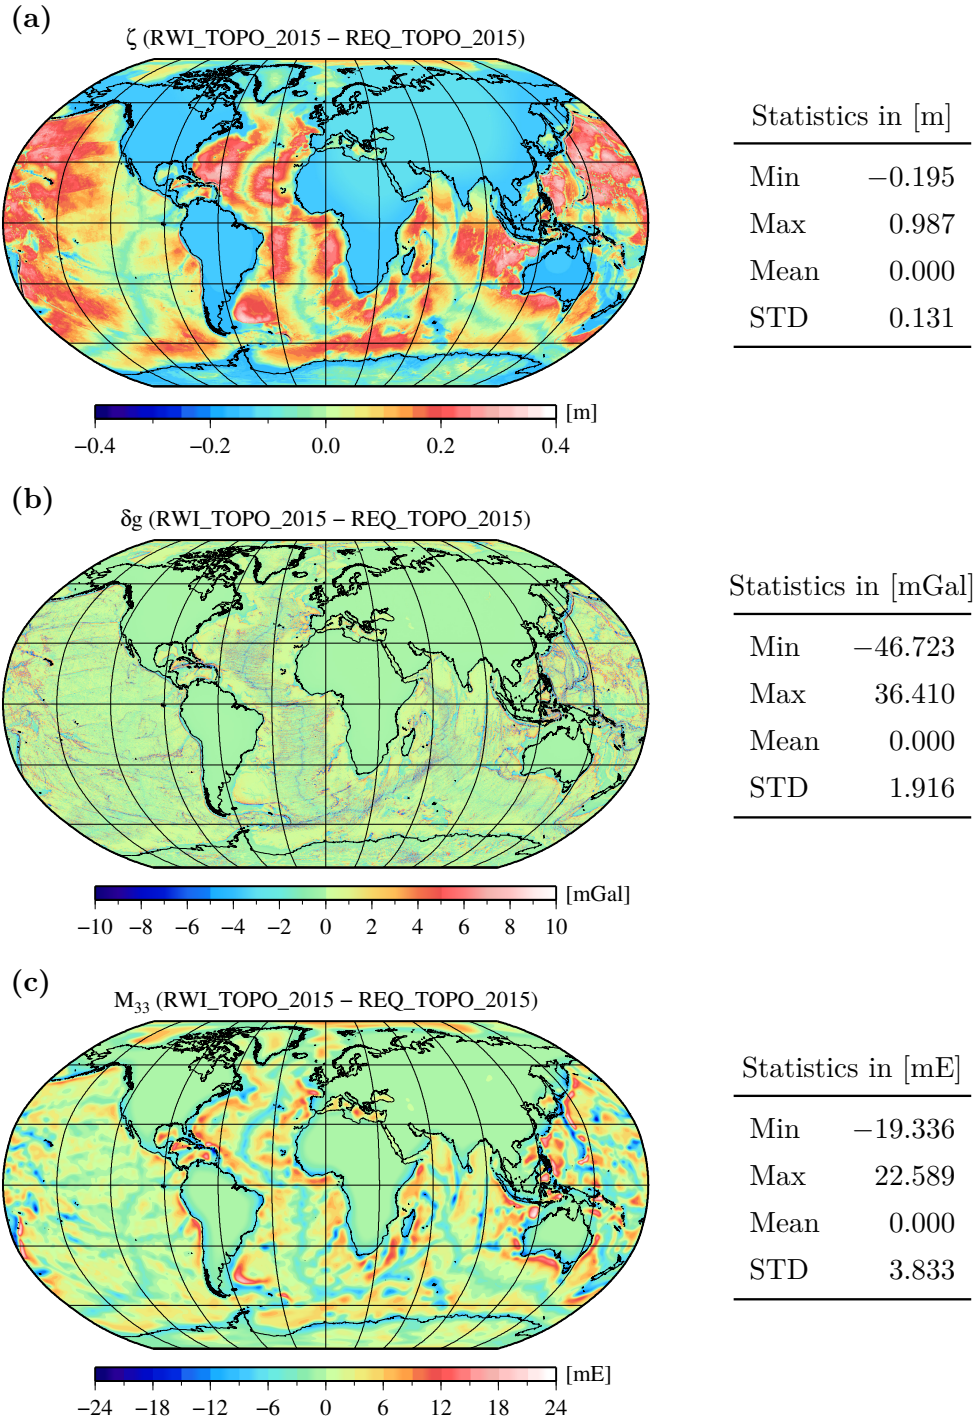 (a)
ζ (RWI_TOPO_2015 − REQ_TOPO_2015)
Statistics in [m]
Min −0.195
Max 0.987
Mean 0.000
STD 0.131
[m]
−0.4 −0.2 0.0 0.2 0.4
(b)
δg (RWI_TOPO_2015 − REQ_TOPO_2015)
Statistics in [mGal]
Min −46.723
Max 36.410
Mean 0.000
STD 1.916
[mGal]
−10 −8 −6 −4 −2 0 2 4 6 8 10
(c)
M33 (RWI_TOPO_2015 − REQ_TOPO_2015)
Statistics in [mE]
Min −19.336
Max 22.589
Mean 0.000
STD 3.833
[mE]
−24 −18 −12 −6 0 6 12 18 24